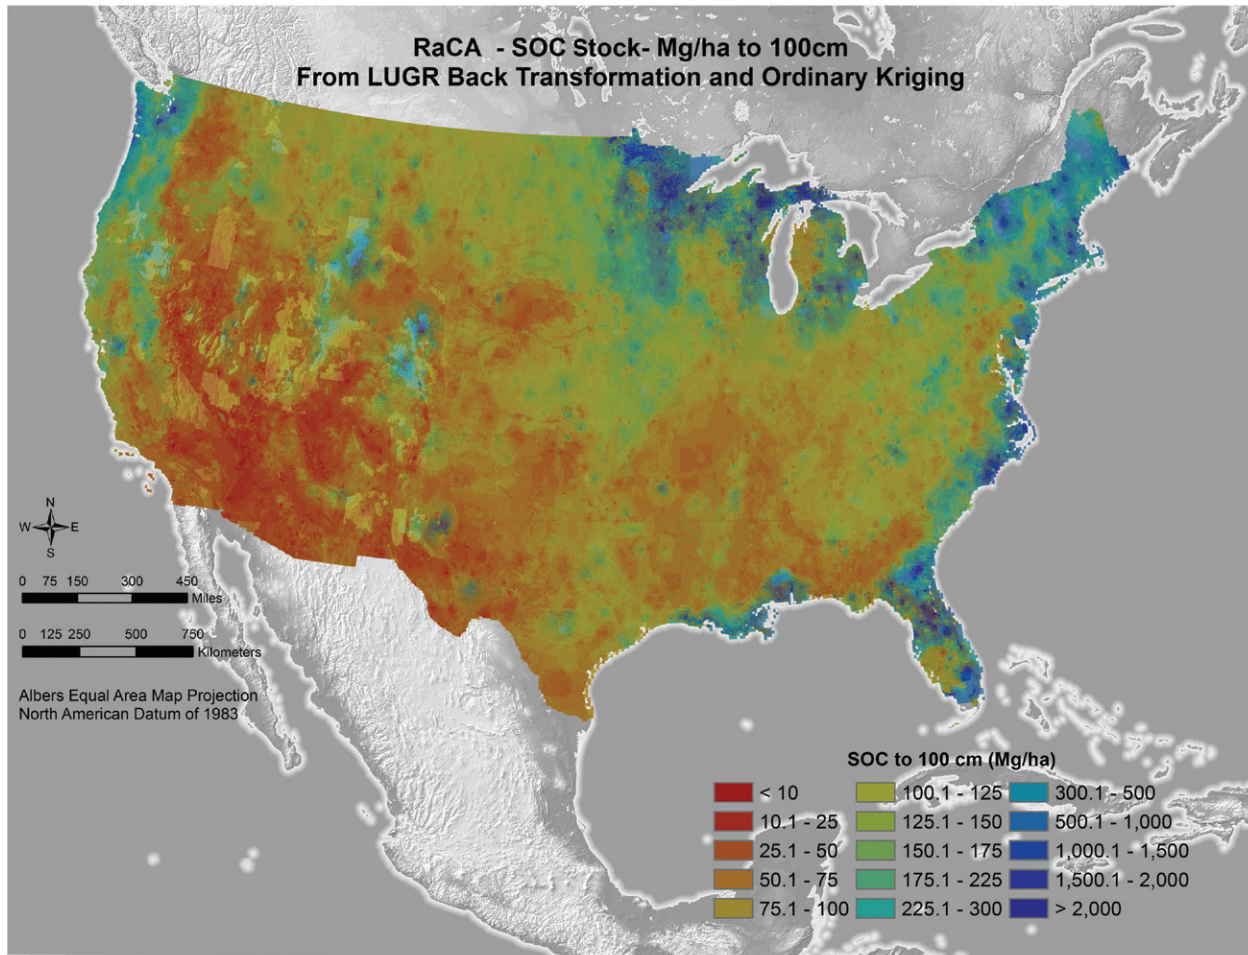 RaCA - SOC Stock- Mg/ha to 100cm
From LUGR Back Transformation and Ordinary Kriging
N
W E
S
0 75 150 300 450
Miles
0 125 250 500 750
Kilometers
Albers Equal Area Map Projection
North American Datum of 1983
SOC to 100 cm (Mg/ha)
< 10
10.1 - 25
25.1 - 50
50.1 - 75
75.1 - 100
100.1 - 125
125.1 - 150
150.1 - 175
175.1 - 225
225.1 - 300
300.1 - 500
500.1 - 1,000
1,000.1 - 1,500
1,500.1 - 2,000
> 2,000